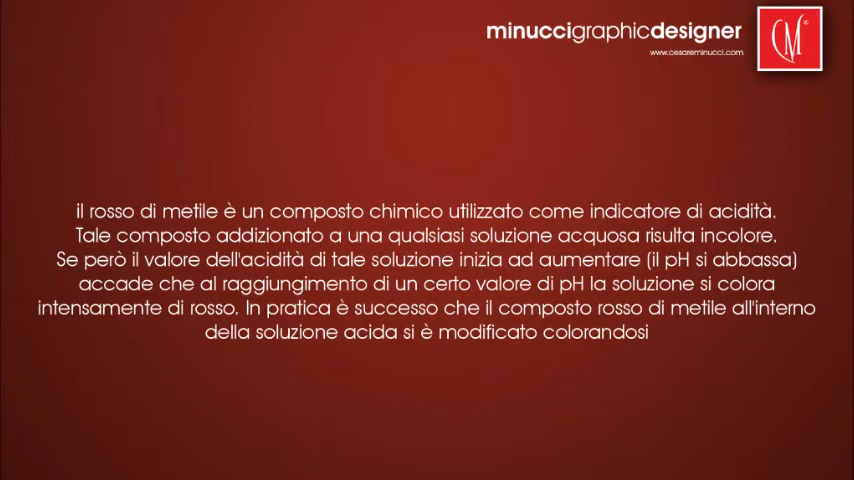 minuccigraphicdesigner
www.cesareminucci.com
CM
il rosso di metile è un composto chimico utilizzato come indicatore di acidità.
Tale composto addizionato a una qualsiasi soluzione acquosa risulta incolore.
Se però il valore dell'acidità di tale soluzione inizia ad aumentare (il pH si abbassa)
accade che al raggiungimento di un certo valore di pH la soluzione si colora
intensamente di rosso. In pratica è successo che il composto rosso di metile all'interno
della soluzione acida si è modificato colorandosi